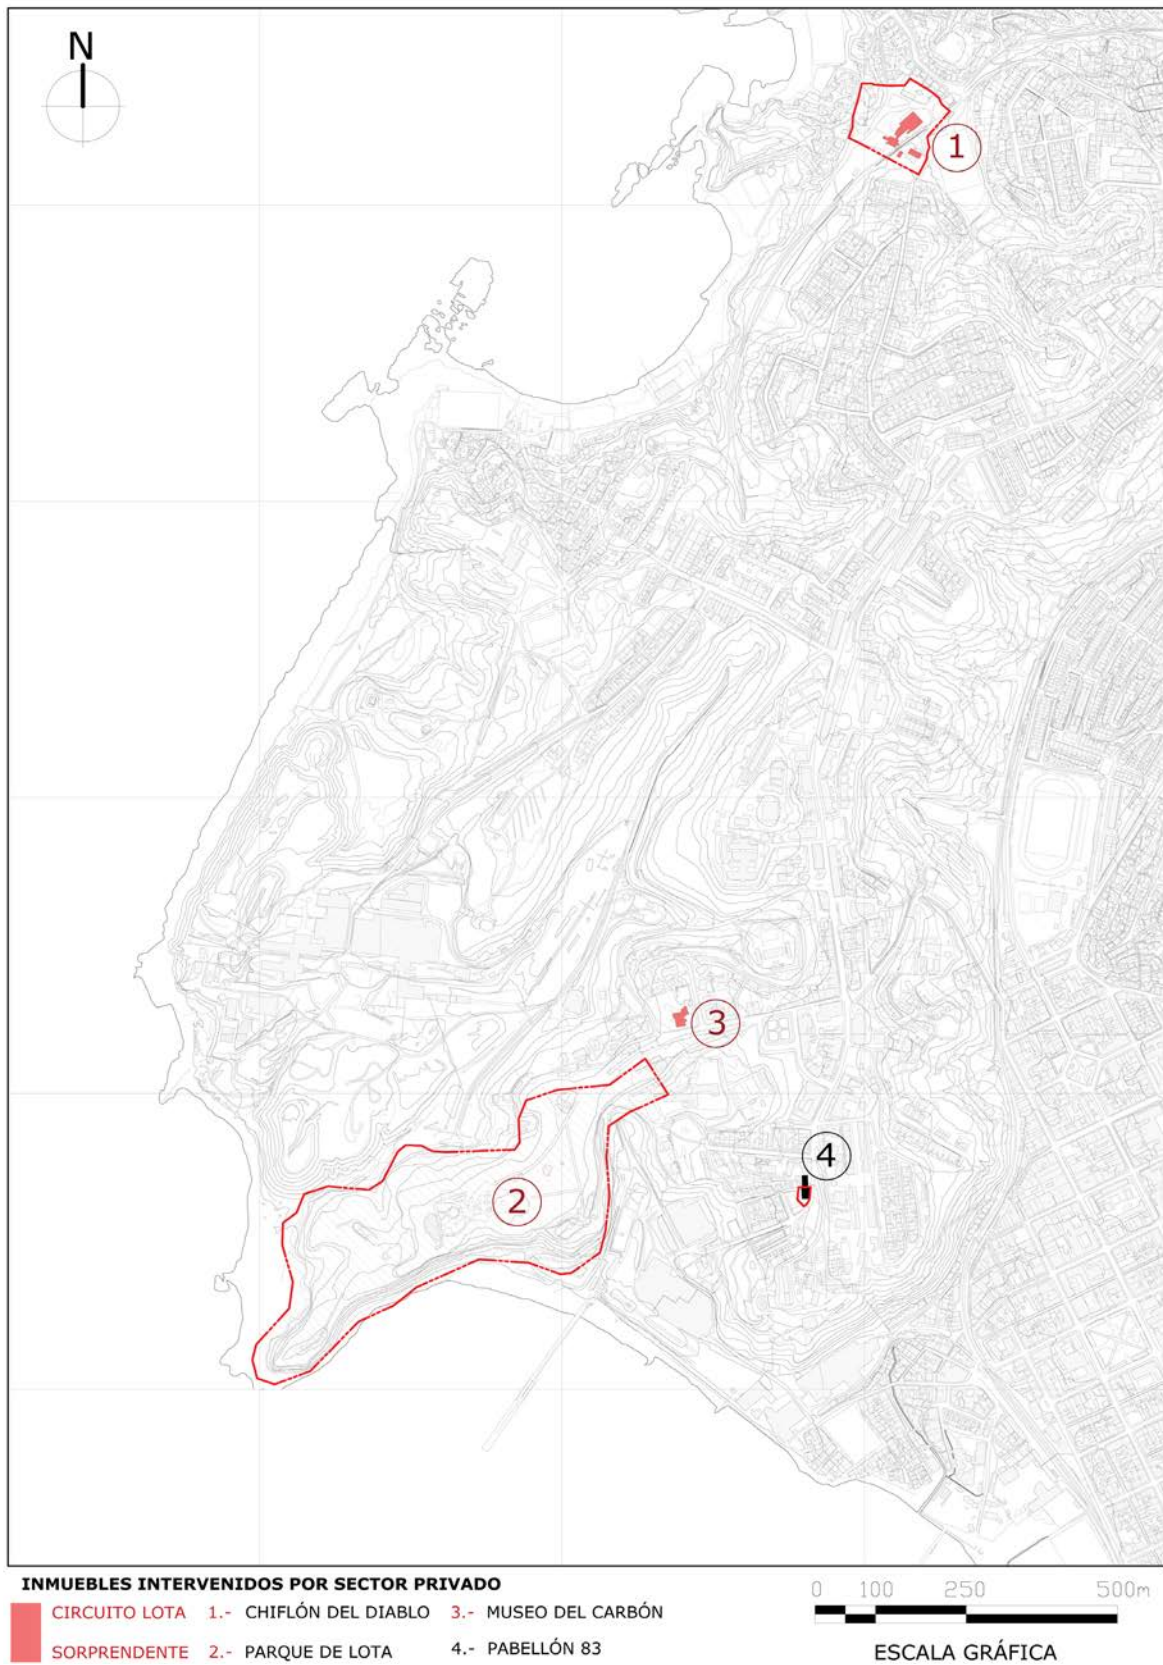 N
1
3
4
2
INMUEBLES INTERVENIDOS POR SECTOR PRIVADO
CIRCUITO LOTA 1.- CHIFLÓN DEL DIABLO 3.- MUSEO DEL CARBÓN
SORPRENDENTE 2.- PARQUE DE LOTA 4.- PABELLÓN 83
0 100 250 500m
ESCALA GRÁFICA